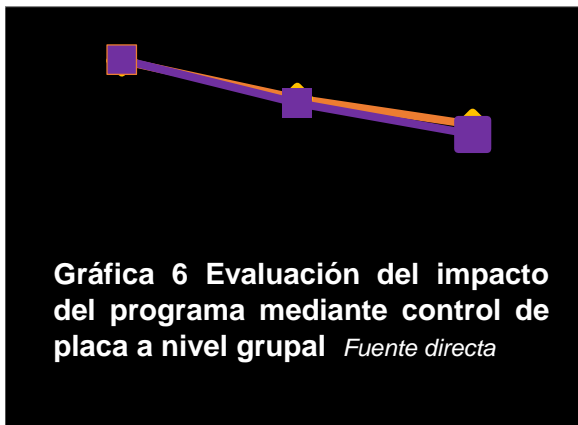 Gráfica 6 Evaluación del impacto
del programa mediante control de
placa a nivel grupal Fuente directa